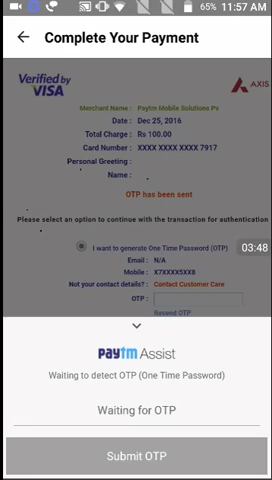 65% 11:57 AM
Complete Your Payment
Verified by
VISA
AXIS
Merchant Name : Paytm Mobile Solutions Pv
Date : Dec 25, 2016
Total Charge : Rs 100.00
Card Number : XXXX XXXX XXXX 7917
Personal Greeting :
Name :
OTP has been sent
Please select an option to continue with the transaction for authentication
I want to generate One Time Password (OTP)
03:48
Email : N/A
Mobile : X7XXXX5XX8
Not your contact details? : Contact Customer Care
OTP :
Resend OTP
paytm Assist
Waiting to detect OTP (One Time Password)
Waiting for OTP
Submit OTP